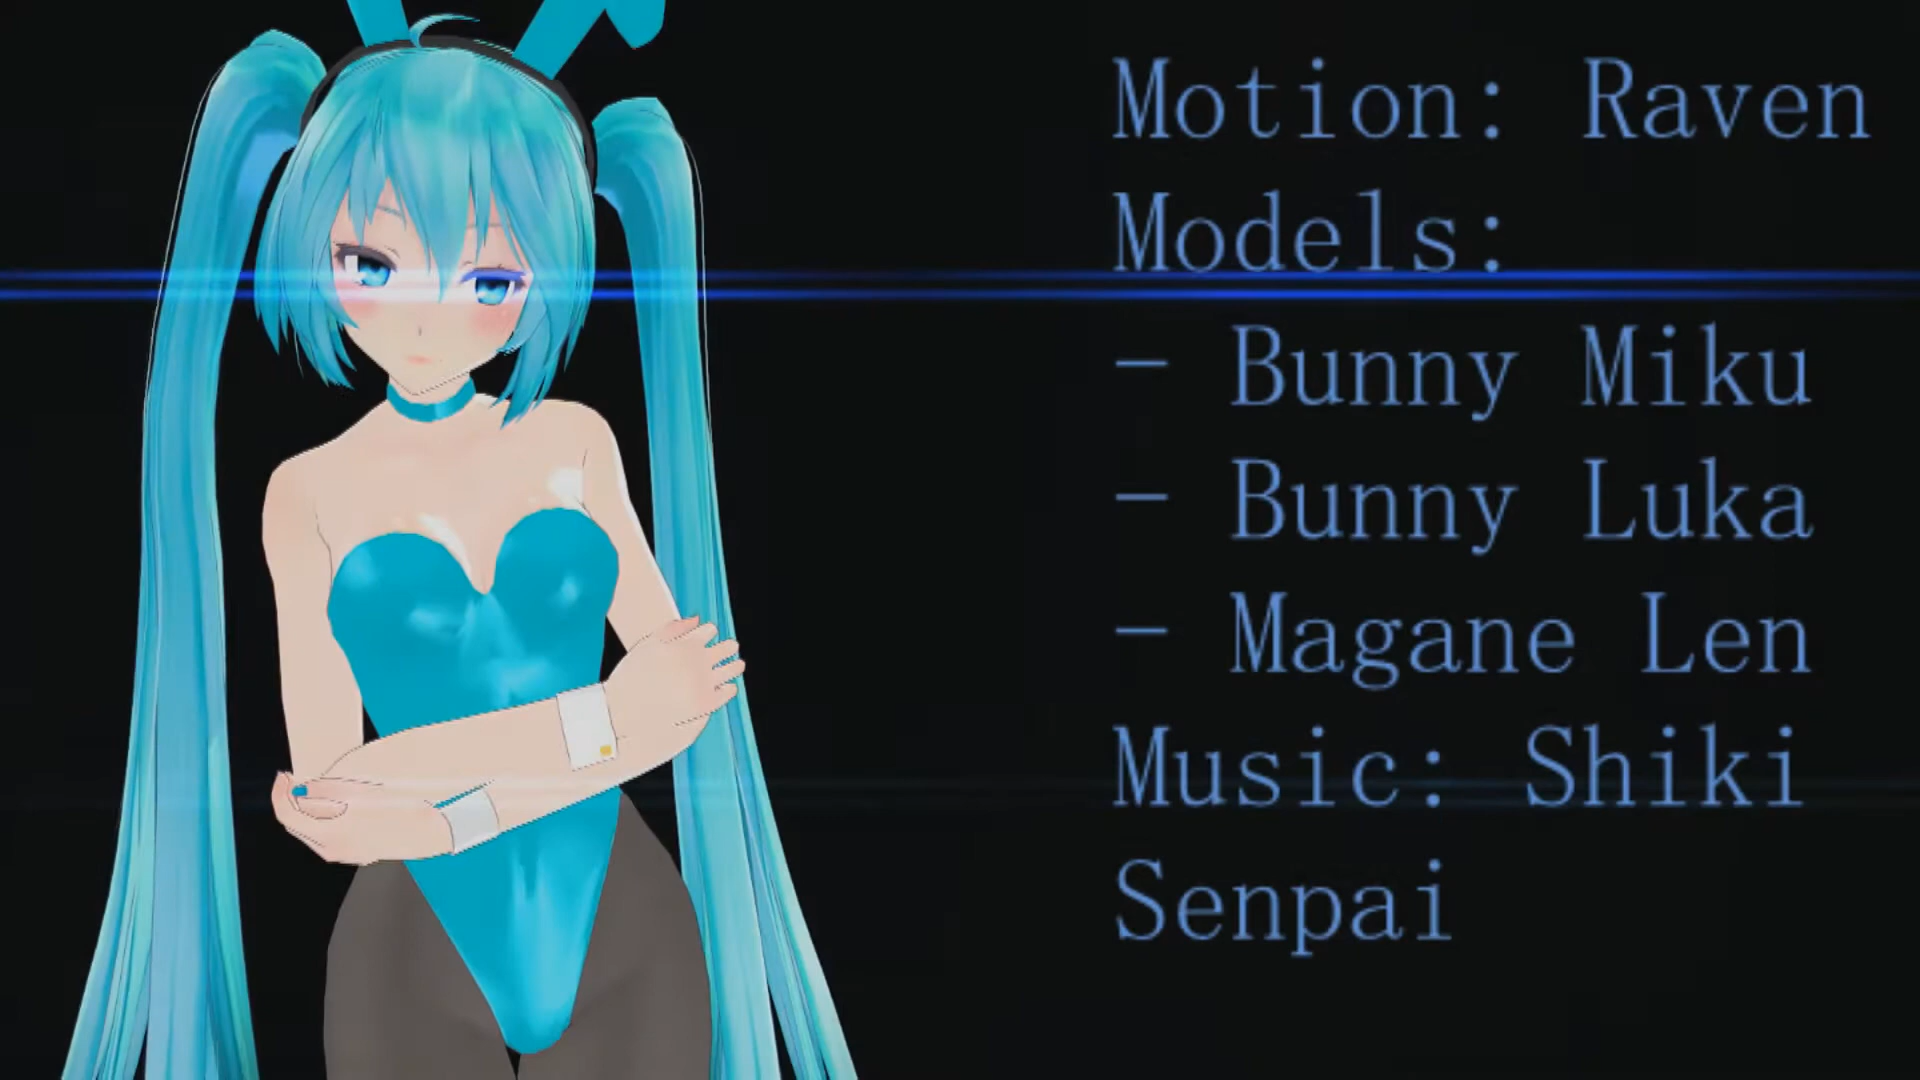 Motion: Raven
Models:
- Bunny Miku
- Bunny Luka
- Magane Len
Music: Shiki
Senpai